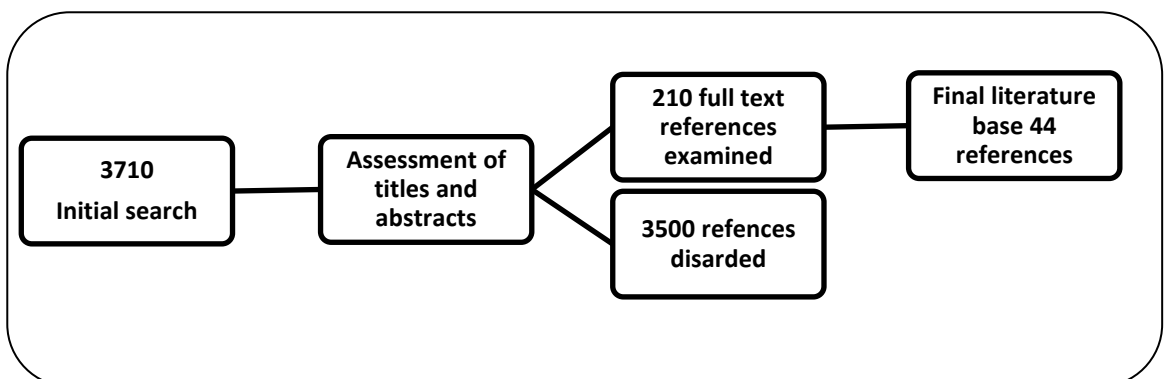 3710
Initial search
Assessment of
titles and
abstracts
210 full text
references
examined
3500 refences
disarded
Final literature
base 44
references